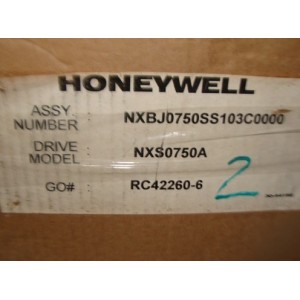 HONEYWELL
ASSY NUMBER : NXBJ0750SS103C0000
DRIVE MODEL : NXS0750A
GO# : RC42260-6
2